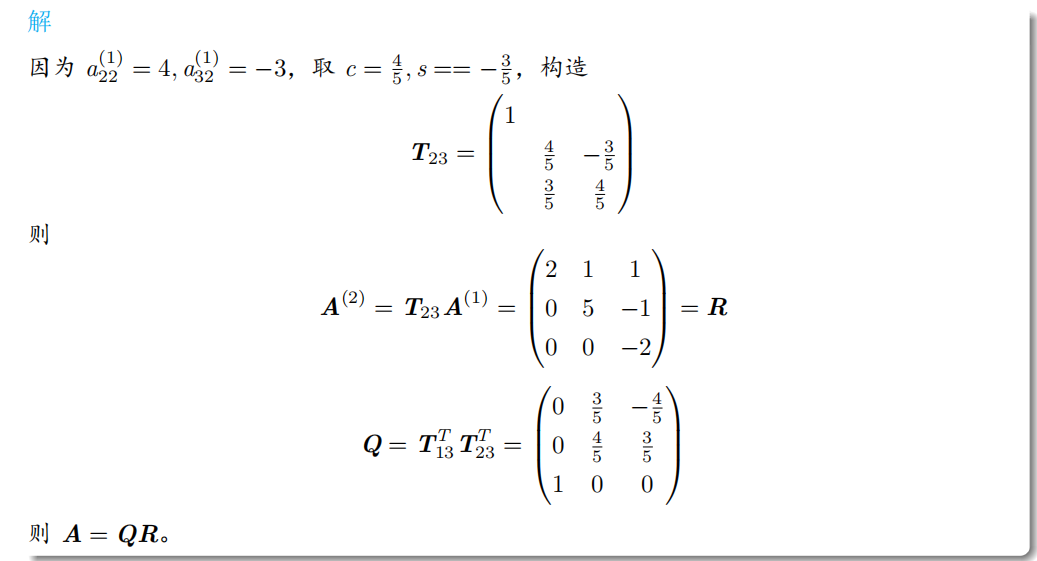 解
因为 $a_{22}^{(1)} = 4, a_{32}^{(1)} = -3$，取 $c = \frac{4}{5}, s == -\frac{3}{5}$，构造
$\boldsymbol{T}_{23} = \begin{pmatrix} 1 & & \\ & \frac{4}{5} & -\frac{3}{5} \\ & \frac{3}{5} & \frac{4}{5} \end{pmatrix}$
则
$\boldsymbol{A}^{(2)} = \boldsymbol{T}_{23}\boldsymbol{A}^{(1)} = \begin{pmatrix} 2 & 1 & 1 \\ 0 & 5 & -1 \\ 0 & 0 & -2 \end{pmatrix} = \boldsymbol{R}$
$\boldsymbol{Q} = \boldsymbol{T}_{13}^{T}\boldsymbol{T}_{23}^{T} = \begin{pmatrix} 0 & \frac{3}{5} & -\frac{4}{5} \\ 0 & \frac{4}{5} & \frac{3}{5} \\ 1 & 0 & 0 \end{pmatrix}$
则 $\boldsymbol{A} = \boldsymbol{QR}$。